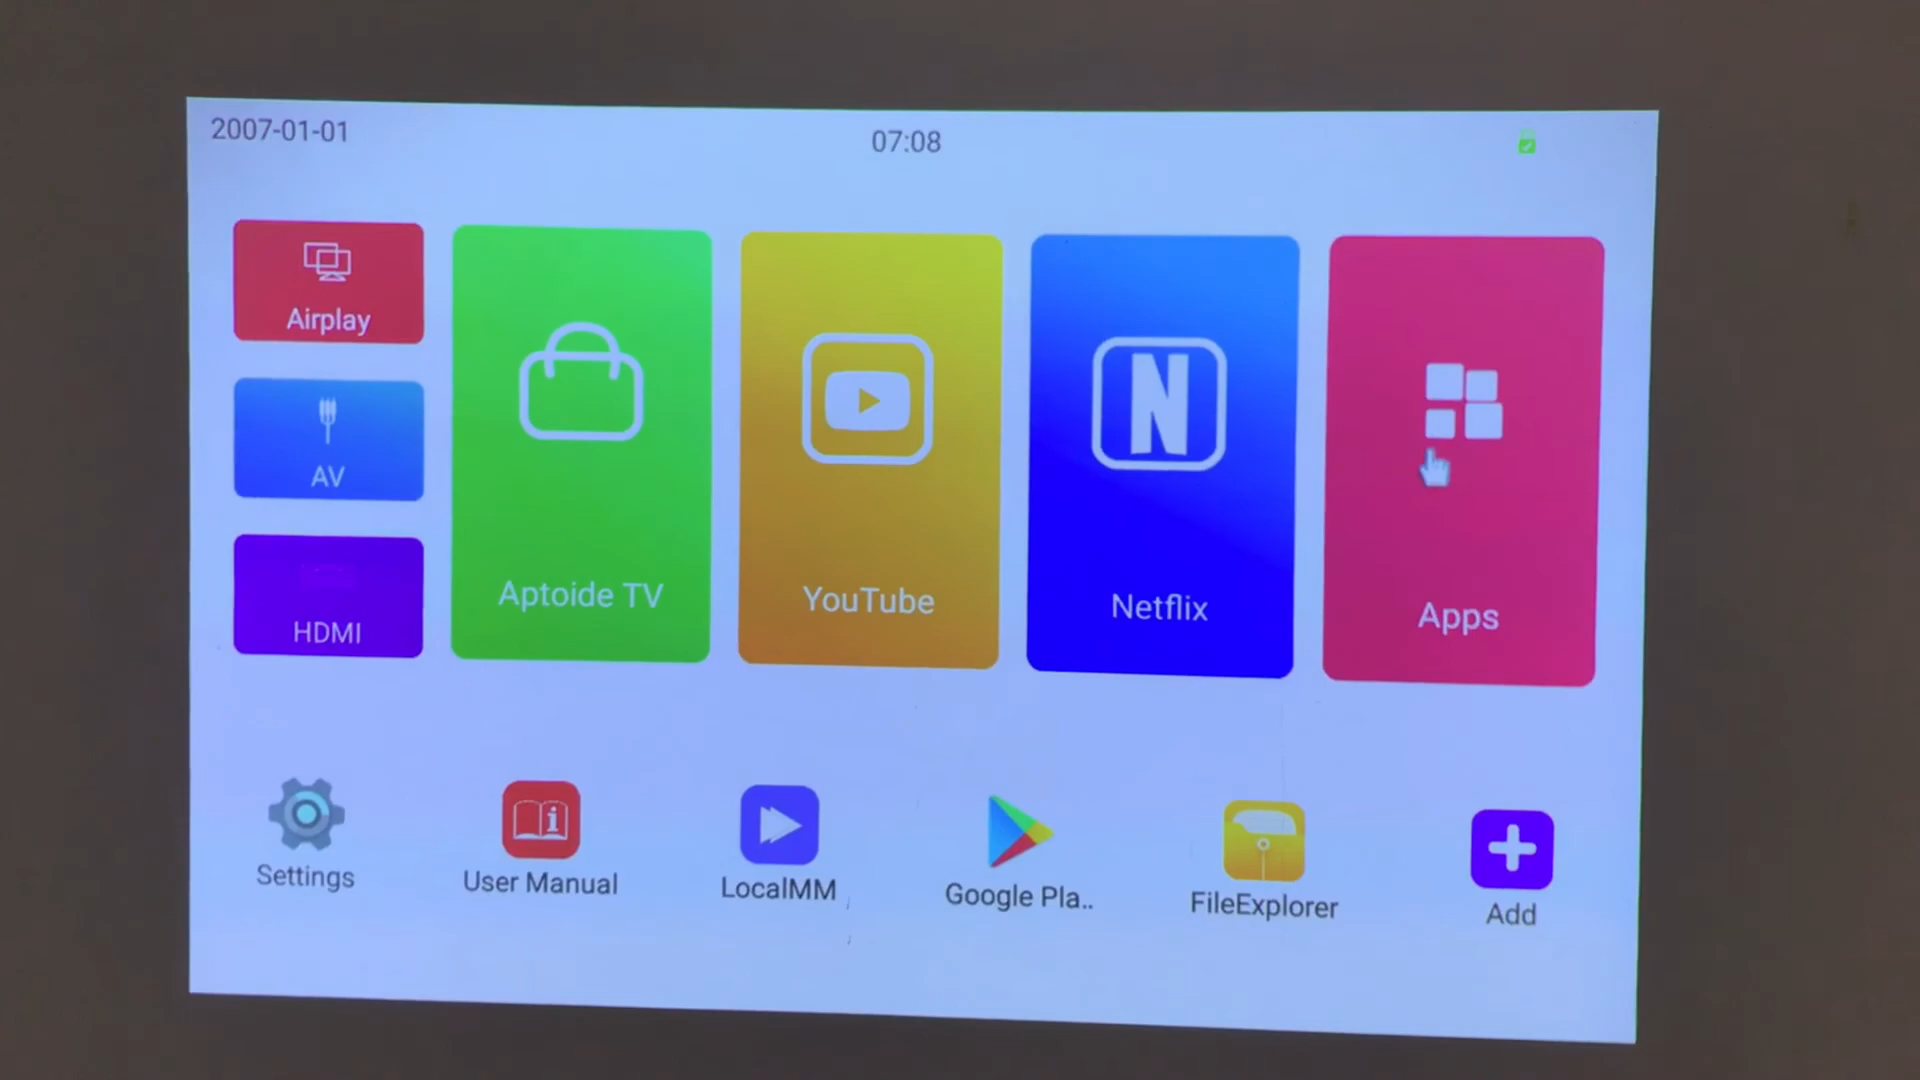 2007-01-01
07:08
Airplay
AV
HDMI
Aptoide TV
YouTube
N
Netflix
Apps
Settings
i
User Manual
LocalMM
Google Pla..
FileExplorer
Add